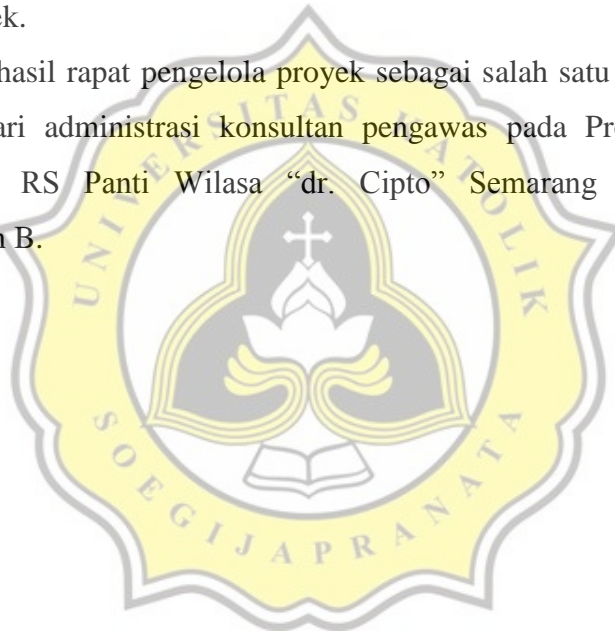 ek.
hasil rapat pengelola proyek sebagai salah satu
ari administrasi konsultan pengawas pada Pr
RS Panti Wilasa “dr. Cipto” Semarang
n B.
UNIVERSITAS KATOLIK
SOEGIJAPRANATA